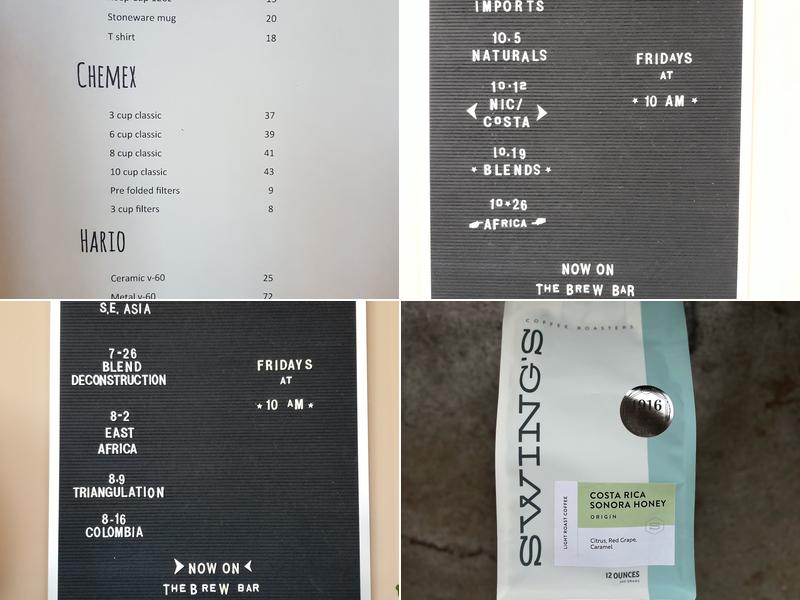 Stoneware mug 20
T shirt 18
CHEMEX
3 cup classic 37
6 cup classic 39
8 cup classic 41
10 cup classic 43
Pre folded filters 9
3 cup filters 8
HARIO
Ceramic v-60 25
Metal v-60 72
IMPORTS
10.5
NATURALS
10·12
NIC/
COSTA
10.19
* BLENDS *
10*26
AFRICA
FRIDAYS
AT
* 10 AM *
NOW ON
THE BREW BAR
S.E. ASIA
7-26
BLEND
DECONSTRUCTION
8-2
EAST
AFRICA
8.9
TRIANGULATION
8-16
COLOMBIA
FRIDAYS
AT
* 10 AM *
NOW ON
THE BREW BAR
COFFEE ROASTERS
SWING'S
1916
LIGHT ROAST COFFEE
COSTA RICA
SONORA HONEY
ORIGIN
Citrus, Red Grape,
Caramel
12 OUNCES